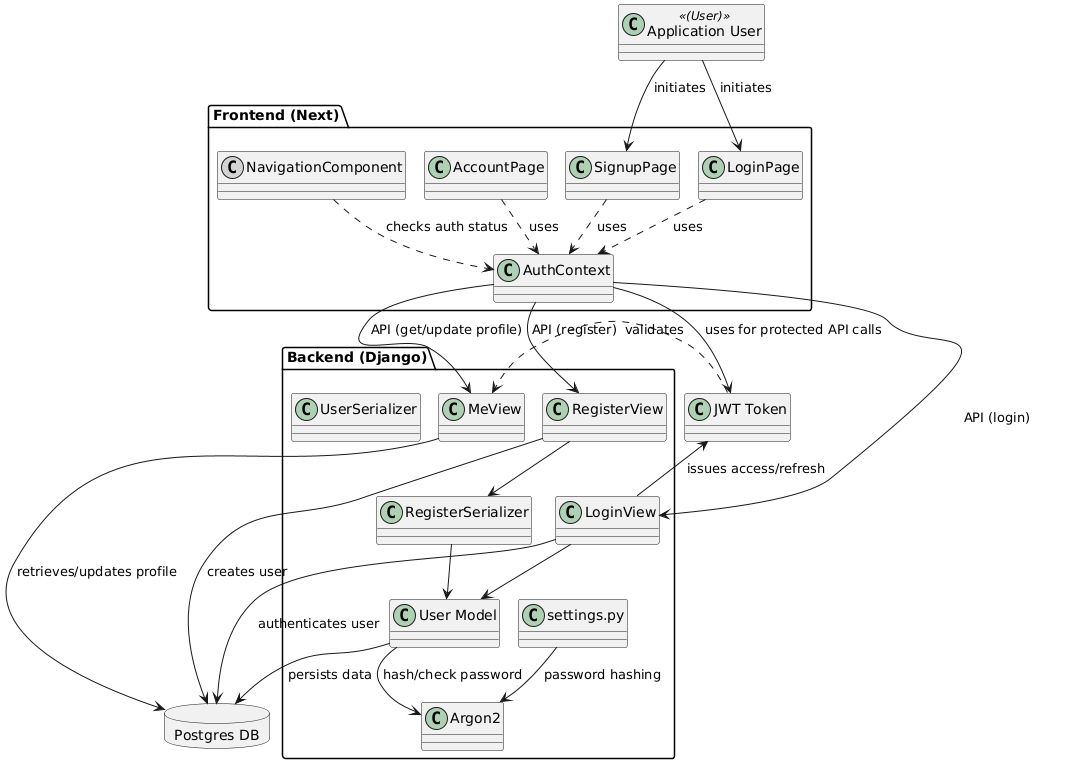 «(User)»
C Application User
initiates
initiates
Frontend (Next)
C NavigationComponent
C AccountPage
C SignupPage
C LoginPage
checks auth status
uses
uses
uses
C AuthContext
API (get/update profile)
API (register)
validates
uses for protected API calls
Backend (Django)
C UserSerializer
C MeView
C RegisterView
C JWT Token
API (login)
issues access/refresh
C RegisterSerializer
C LoginView
retrieves/updates profile
creates user
C User Model
C settings.py
authenticates user
persists data
hash/check password
password hashing
C Argon2
Postgres DB